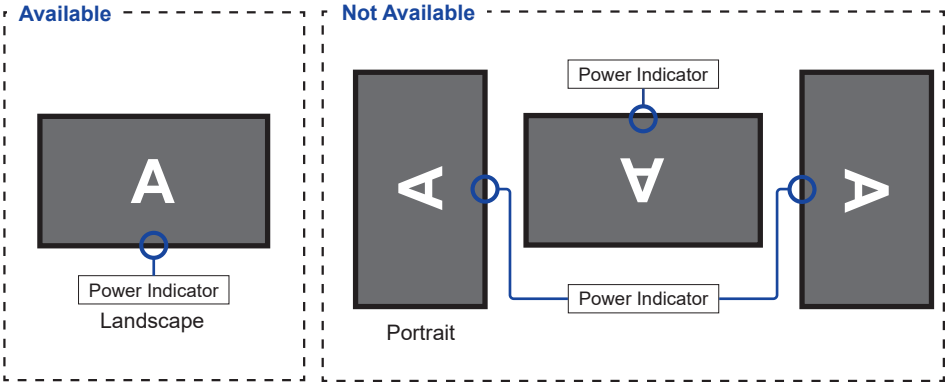 Available
A
Power Indicator
Landscape
Not Available
Power Indicator
A
A
A
Power Indicator
Portrait